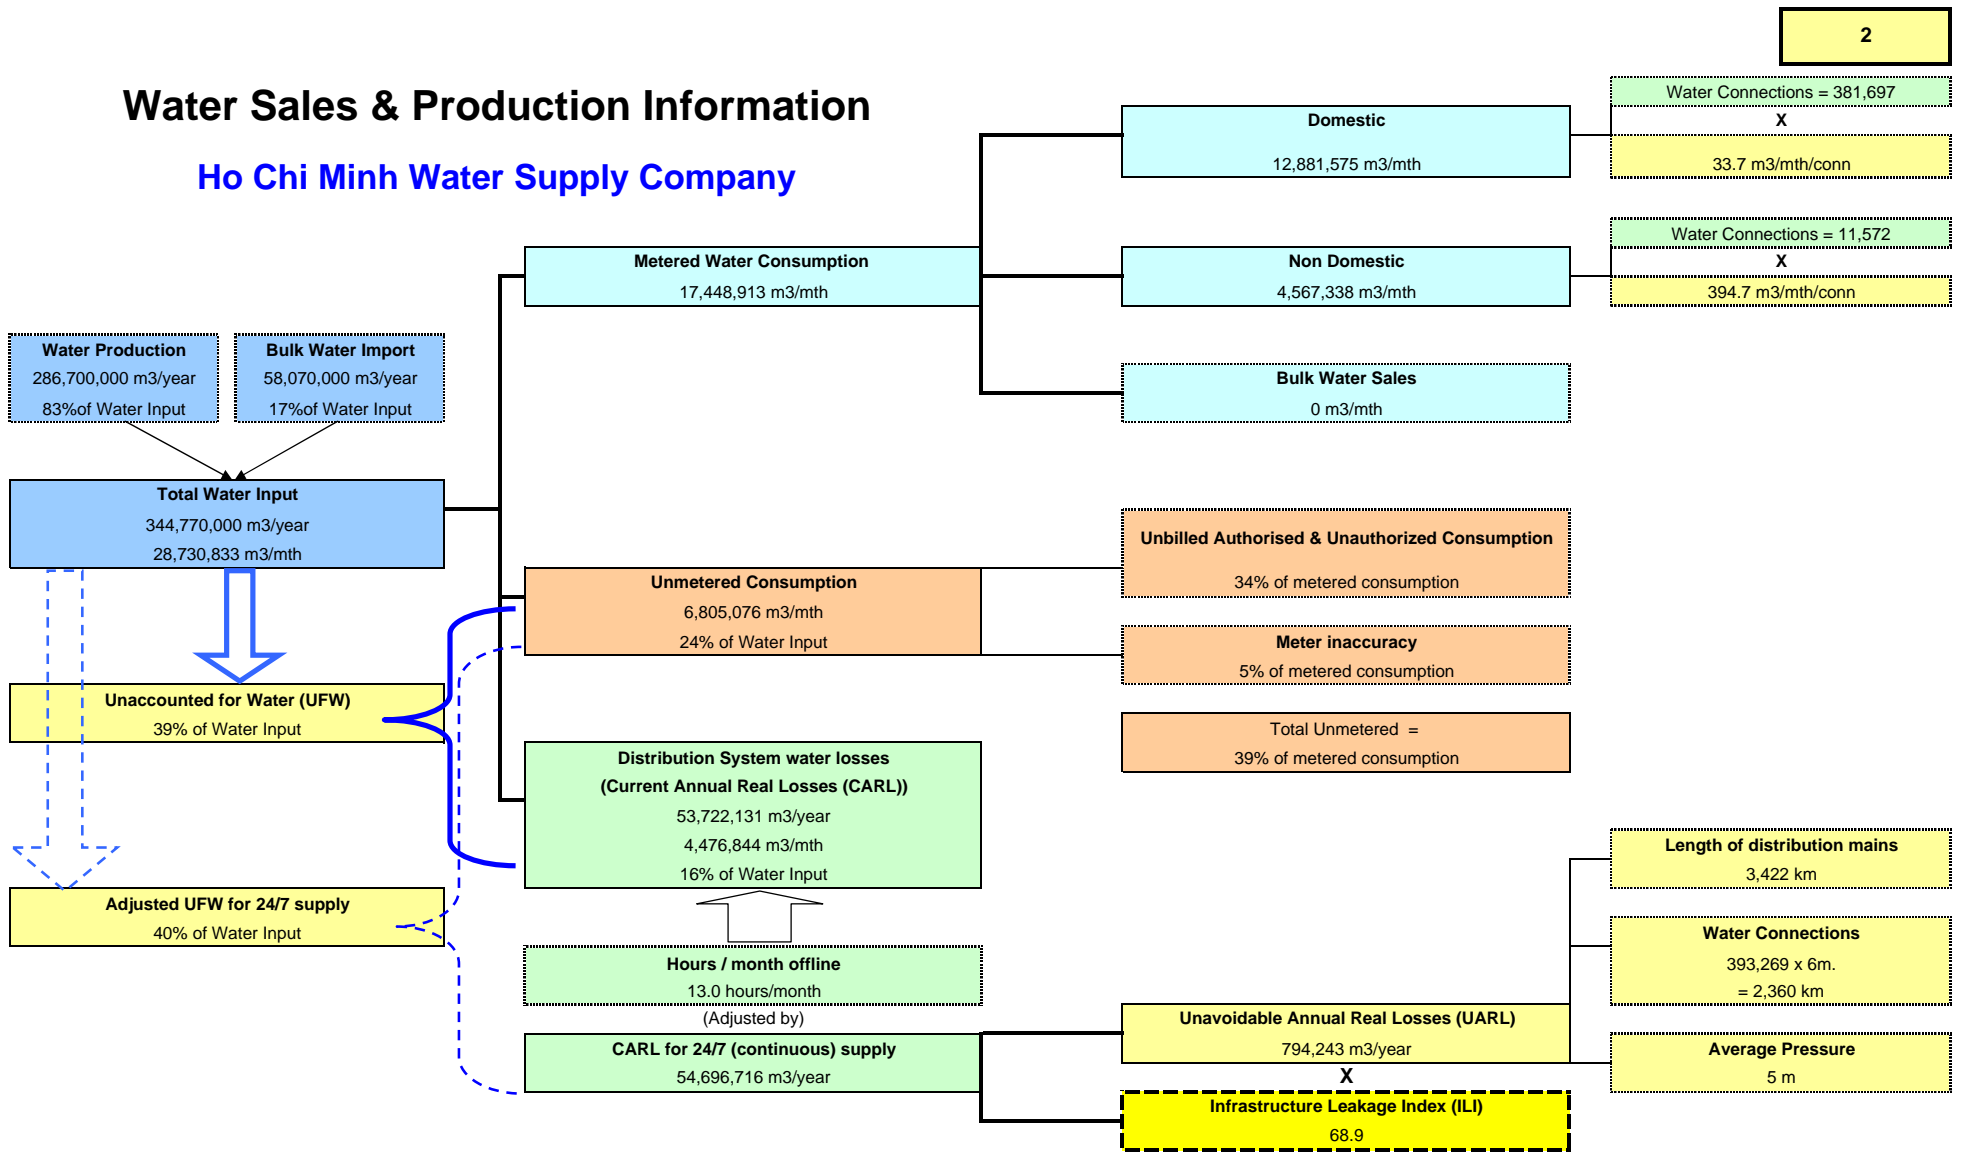 2
Water Sales & Production Information
Ho Chi Minh Water Supply Company
Water Connections = 381,697
X
33.7 m3/mth/conn
Domestic
12,881,575 m3/mth
Water Connections = 11,572
X
394.7 m3/mth/conn
Metered Water Consumption
17,448,913 m3/mth
Non Domestic
4,567,338 m3/mth
Water Production
286,700,000 m3/year
83%of Water Input
Bulk Water Import
58,070,000 m3/year
17%of Water Input
Bulk Water Sales
0 m3/mth
Total Water Input
344,770,000 m3/year
28,730,833 m3/mth
Unbilled Authorised & Unauthorized Consumption
34% of metered consumption
Unmetered Consumption
6,805,076 m3/mth
24% of Water Input
Meter inaccuracy
5% of metered consumption
Unaccounted for Water (UFW)
39% of Water Input
Total Unmetered =
39% of metered consumption
Distribution System water losses
(Current Annual Real Losses (CARL))
53,722,131 m3/year
4,476,844 m3/mth
16% of Water Input
Length of distribution mains
3,422 km
Adjusted UFW for 24/7 supply
40% of Water Input
Water Connections
393,269 x 6m.
= 2,360 km
Hours / month offline
13.0 hours/month
(Adjusted by)
CARL for 24/7 (continuous) supply
54,696,716 m3/year
Unavoidable Annual Real Losses (UARL)
794,243 m3/year
X
Infrastructure Leakage Index (ILI)
68.9
Average Pressure
5 m